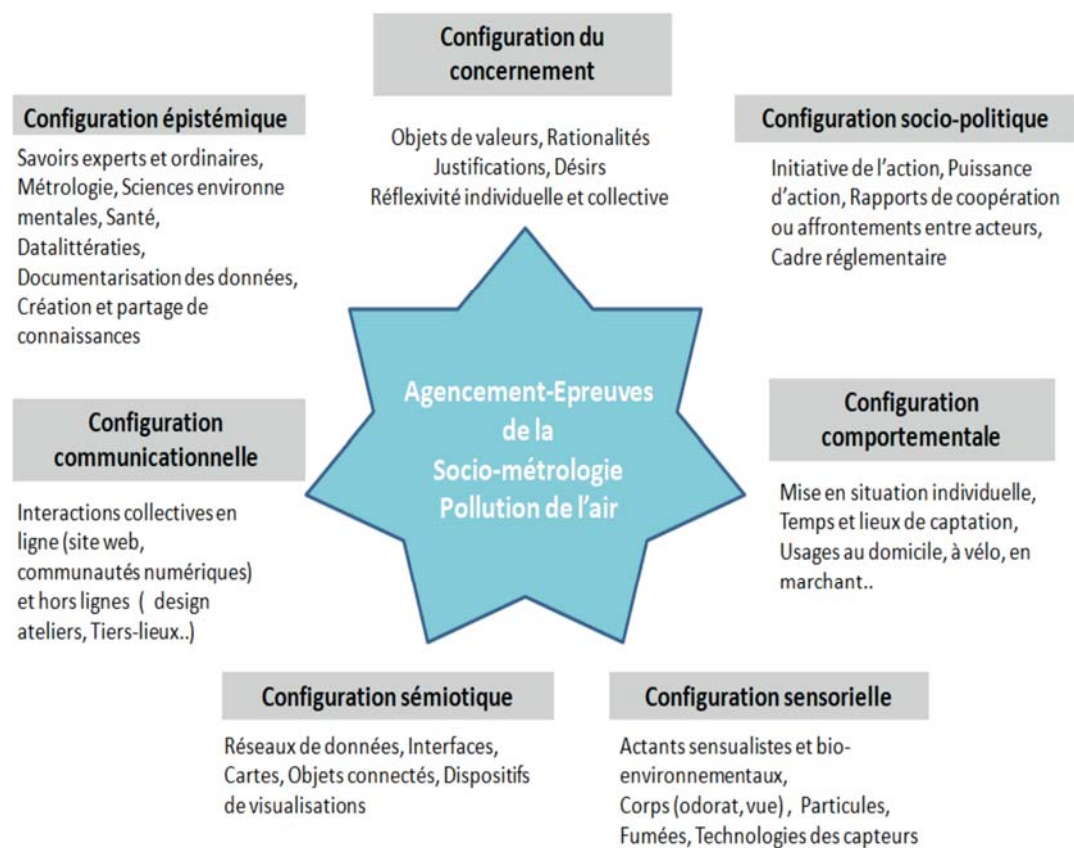 Configuration du
concernement
Objets de valeurs, Rationalités
Justifications, Désirs
Réflexivité individuelle et collective
Configuration épistémique
Savoirs experts et ordinaires,
Métrologie, Sciences environne
mentales, Santé,
Datalittératies,
Documentarisation des données,
Création et partage de
connaissances
Configuration socio-politique
Initiative de l’action, Puissance
d’action, Rapports de coopération
ou affrontements entre acteurs,
Cadre réglementaire
Agencement-Epreuves
de la
Socio-métrologie
Pollution de l’air
Configuration
communicationnelle
Interactions collectives en
ligne (site web,
communautés numériques)
et hors lignes ( design
ateliers, Tiers-lieux..)
Configuration
comportementale
Mise en situation individuelle,
Temps et lieux de captation,
Usages au domicile, à vélo, en
marchant..
Configuration sémiotique
Réseaux de données, Interfaces,
Cartes, Objets connectés, Dispositifs
de visualisations
Configuration sensorielle
Actants sensualistes et bio-
environnementaux,
Corps (odorat, vue) , Particules,
Fumées, Technologies des capteurs